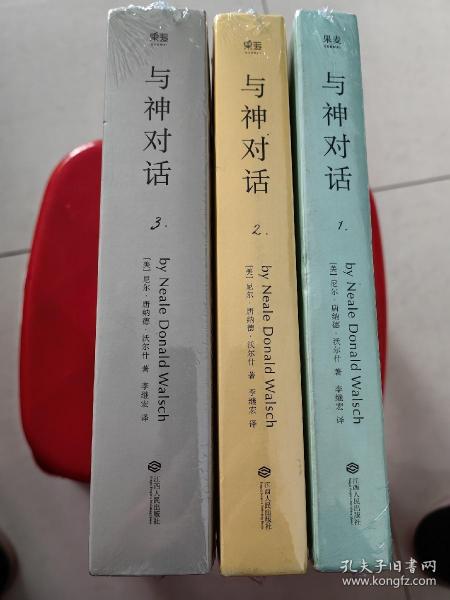 果麦
与神对话
3.
by Neale Donald Walsch
[美]尼尔·唐纳德·沃尔什 著
李继宏 译
江西人民出版社
果麦
与神对话
2.
by Neale Donald Walsch
[美]尼尔·唐纳德·沃尔什 著
李继宏 译
江西人民出版社
果麦
与神对话
1.
by Neale Donald Walsch
[美]尼尔·唐纳德·沃尔什 著
李继宏 译
江西人民出版社
孔夫子旧书网
www.kongfz.com